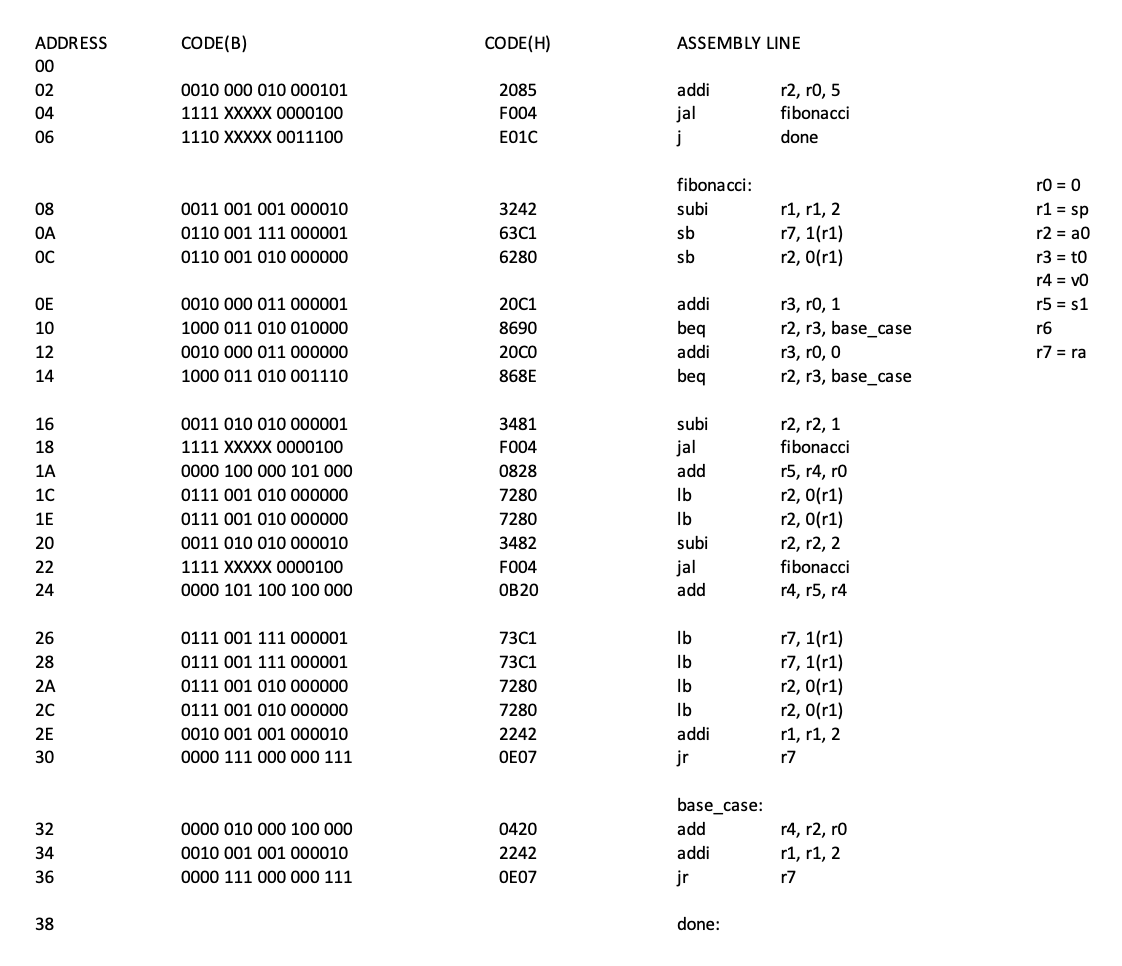 ADDRESS CODE(B) CODE(H) ASSEMBLY LINE
00
02 0010 000 010 000101 2085 addi r2, r0, 5
04 1111 XXXXX 0000100 F004 jal fibonacci
06 1110 XXXXX 0011100 E01C j done
fibonacci: r0 = 0
08 0011 001 001 000010 3242 subi r1, r1, 2 r1 = sp
0A 0110 001 111 000001 63C1 sb r7, 1(r1) r2 = a0
0C 0110 001 010 000000 6280 sb r2, 0(r1) r3 = t0
r4 = v0
0E 0010 000 011 000001 20C1 addi r3, r0, 1 r5 = s1
10 1000 011 010 010000 8690 beq r2, r3, base_case r6
12 0010 000 011 000000 20C0 addi r3, r0, 0 r7 = ra
14 1000 011 010 001110 868E beq r2, r3, base_case
16 0011 010 010 000001 3481 subi r2, r2, 1
18 1111 XXXXX 0000100 F004 jal fibonacci
1A 0000 100 000 101 000 0828 add r5, r4, r0
1C 0111 001 010 000000 7280 lb r2, 0(r1)
1E 0111 001 010 000000 7280 lb r2, 0(r1)
20 0011 010 010 000010 3482 subi r2, r2, 2
22 1111 XXXXX 0000100 F004 jal fibonacci
24 0000 101 100 100 000 0B20 add r4, r5, r4
26 0111 001 111 000001 73C1 lb r7, 1(r1)
28 0111 001 111 000001 73C1 lb r7, 1(r1)
2A 0111 001 010 000000 7280 lb r2, 0(r1)
2C 0111 001 010 000000 7280 lb r2, 0(r1)
2E 0010 001 001 000010 2242 addi r1, r1, 2
30 0000 111 000 000 111 0E07 jr r7
base_case:
32 0000 010 000 100 000 0420 add r4, r2, r0
34 0010 001 001 000010 2242 addi r1, r1, 2
36 0000 111 000 000 111 0E07 jr r7
38 done: